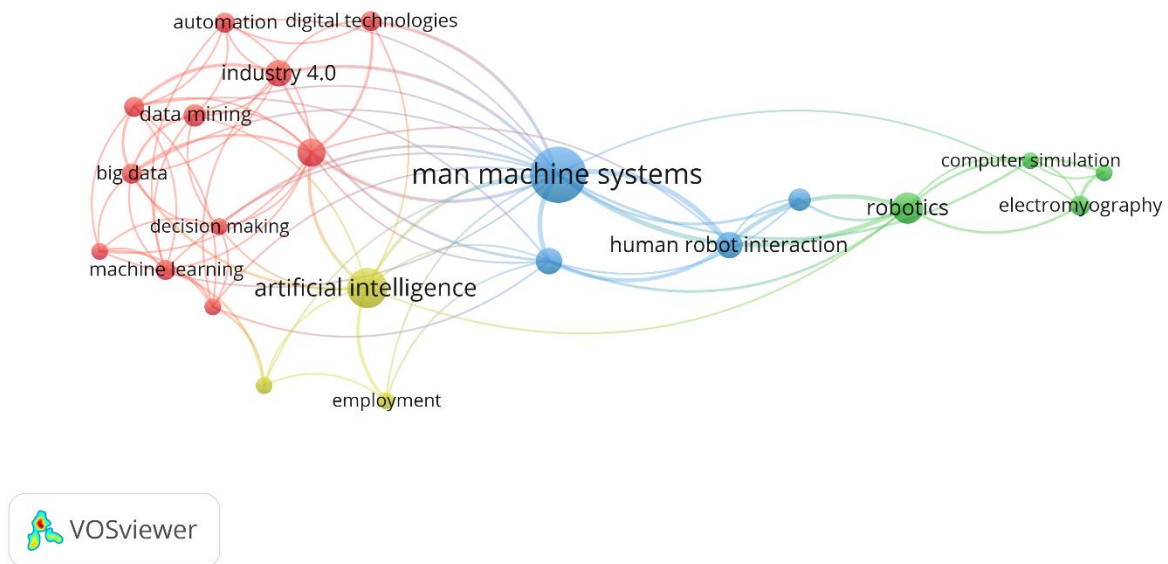 automation digital technologies
industry 4.0
data mining
big data
man machine systems
computer simulation
decision making
robotics
electromyography
human robot interaction
machine learning
artificial intelligence
employment
VOSviewer